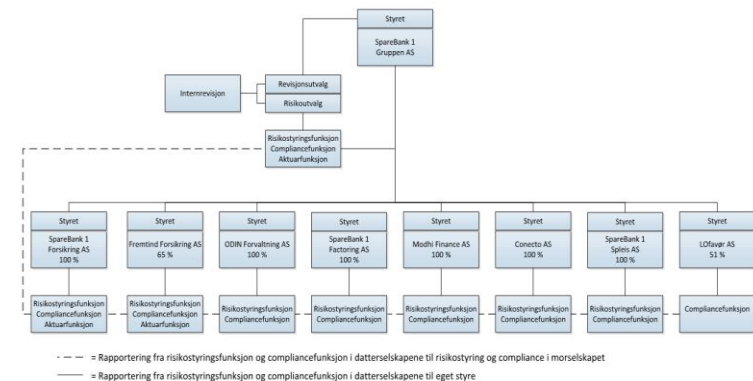 Styret
SpareBank 1
Gruppen AS
Internrevisjon
Revisjonsutvalg
Risikoutvalg
Risikostyringsfunksjon
Compliancefunksjon
Aktuarfunksjon
Styret
SpareBank 1
Forsikring AS
100 %
Styret
Fremtind Forsikring AS
65 %
Styret
ODIN Forvaltning AS
100 %
Styret
SpareBank 1
Factoring AS
100 %
Styret
Modhi Finance AS
100 %
Styret
Conecto AS
100 %
Styret
SpareBank 1
Spleis AS
100 %
Styret
LOfavør AS
51 %
Risikostyringsfunksjon
Compliancefunksjon
Aktuarfunksjon
Risikostyringsfunksjon
Compliancefunksjon
Aktuarfunksjon
Risikostyringsfunksjon
Compliancefunksjon
Risikostyringsfunksjon
Compliancefunksjon
Risikostyringsfunksjon
Compliancefunksjon
Risikostyringsfunksjon
Compliancefunksjon
Risikostyringsfunksjon
Compliancefunksjon
Compliancefunksjon
= Rapportering fra risikostyringsfunksjon og compliancefunksjon i datterselskapene til risikostyring og compliance i morselskapet
= Rapportering fra risikostyringsfunksjon og compliancefunksjon i datterselskapene til eget styre